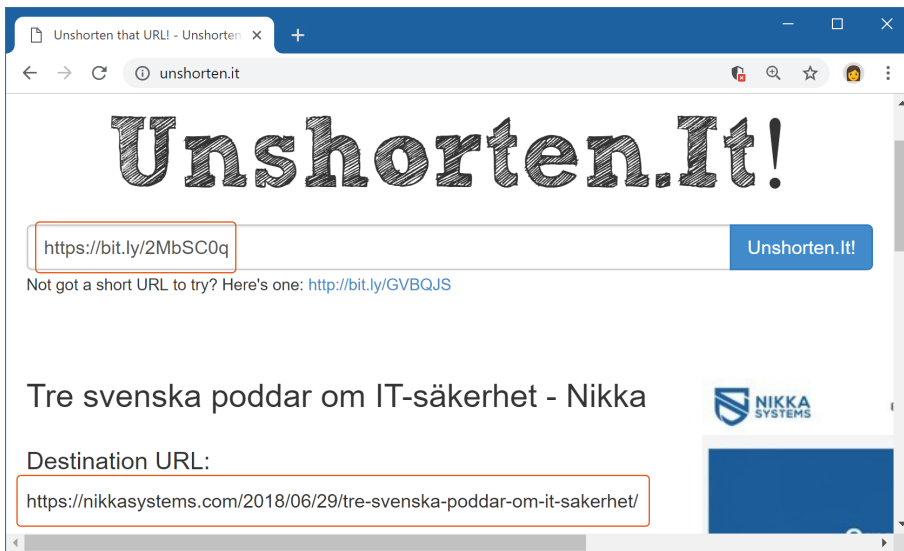 Unshorten that URL! - Unshorten
unshorten.it
Unshorten.It!
https://bit.ly/2MbSC0q
Unshorten.It!
Not got a short URL to try? Here's one: http://bit.ly/GVBQJS
Tre svenska poddar om IT-säkerhet - Nikka
NIKKA
SYSTEMS
Destination URL:
https://nikkasystems.com/2018/06/29/tre-svenska-poddar-om-it-sakerhet/